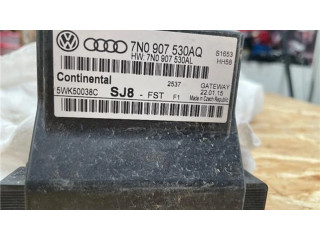 7N0 907 530AQ
HW: 7N0 907 530AL
S1653
HH58
Continental
2537
GATEWAY
5WK50038C
SJ8 - FST F1
22.01.15
Made in Czech Republic